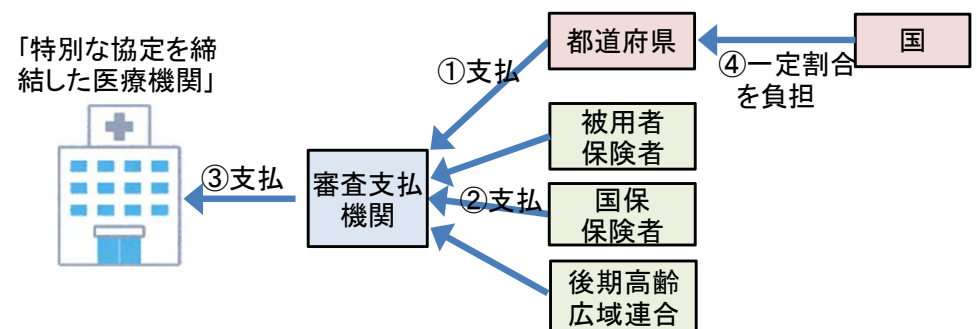 「特別な協定を締
結した医療機関」
③支払
審査支払
機関
①支払
②支払
都道府県
④一定割合
を負担
国
被用者
保険者
国保
保険者
後期高齢
広域連合